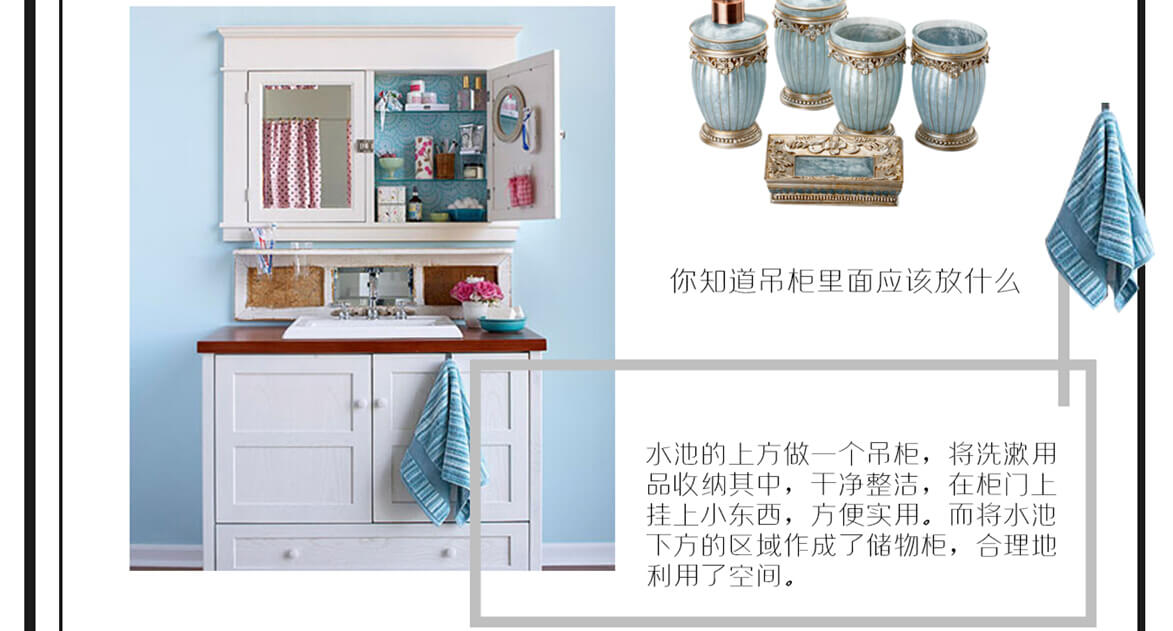 你知道吊柜里面应该放什么
水池的上方做一个吊柜，将洗漱用
品收纳其中，干净整洁，在柜门上
挂上小东西，方便实用。而将水池
下方的区域作成了储物柜，合理地
利用了空间。